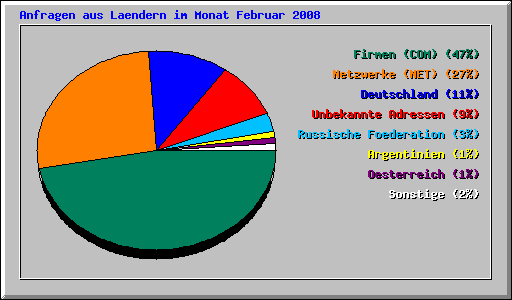 Anfragen aus Laendern im Monat Februar 2008
Firmen (COM) (47%)
Netzwerke (NET) (27%)
Deutschland (11%)
Unbekannte Adressen (9%)
Russische Foederation (3%)
Argentinien (1%)
Oesterreich (1%)
Sonstige (2%)